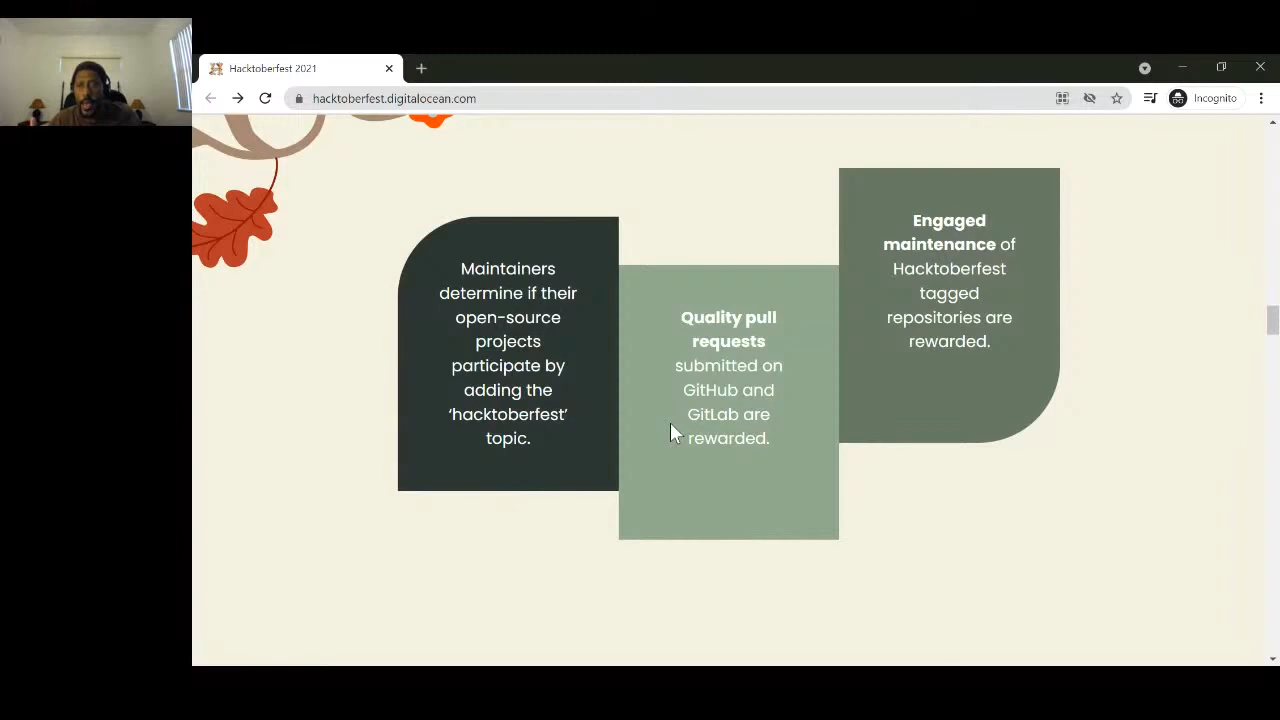 Hacktoberfest 2021
hacktoberfest.digitalocean.com
Incognito
Maintainers
determine if their
open-source
projects
participate by
adding the
‘hacktoberfest’
topic.
Quality pull
requests
submitted on
GitHub and
GitLab are
rewarded.
Engaged
maintenance of
Hacktoberfest
tagged
repositories are
rewarded.